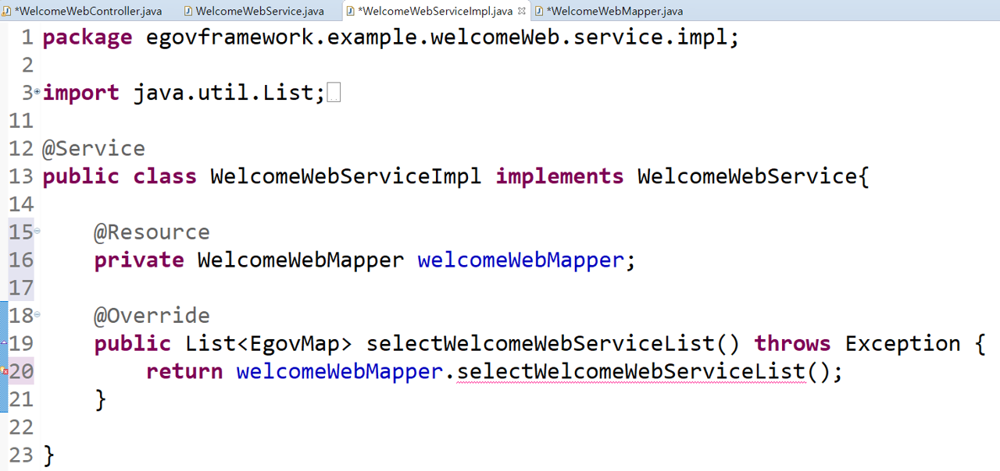 *WelcomeWebController.java WelcomeWebService.java *WelcomeWebServiceImpl.java *WelcomeWebMapper.java
1 package egovframework.example.welcomeWeb.service.impl;
2
3 import java.util.List;
11
12 @Service
13 public class WelcomeWebServiceImpl implements WelcomeWebService{
14
15 @Resource
16 private WelcomeWebMapper welcomeWebMapper;
17
18 @Override
19 public List<EgovMap> selectWelcomeWebServiceList() throws Exception {
20 return welcomeWebMapper.selectWelcomeWebServiceList();
21 }
22
23 }